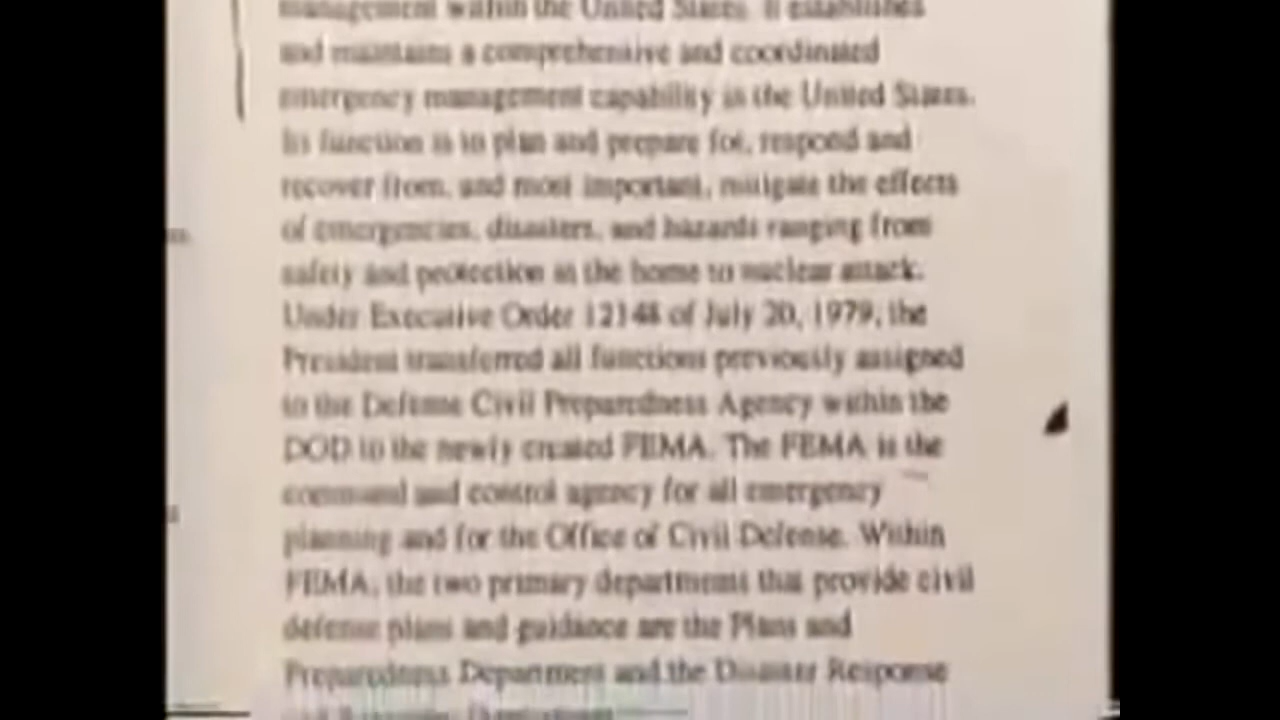 management within the United States. It establishes
and maintains a comprehensive and coordinated
emergency management capability in the United States.
Its function is to plan and prepare for, respond and
recover from, and most important, mitigate the effects
of emergencies, disasters, and hazards ranging from
safety and protection in the home to nuclear attack.
Under Executive Order 12148 of July 20, 1979, the
President transferred all functions previously assigned
to the Defense Civil Preparedness Agency within the
DOD to the newly created FEMA. The FEMA is the
command and control agency for all emergency
planning and for the Office of Civil Defense. Within
FEMA, the two primary departments that provide civil
defense plans and guidance are the Plans and
Preparedness Department and the Disaster Response